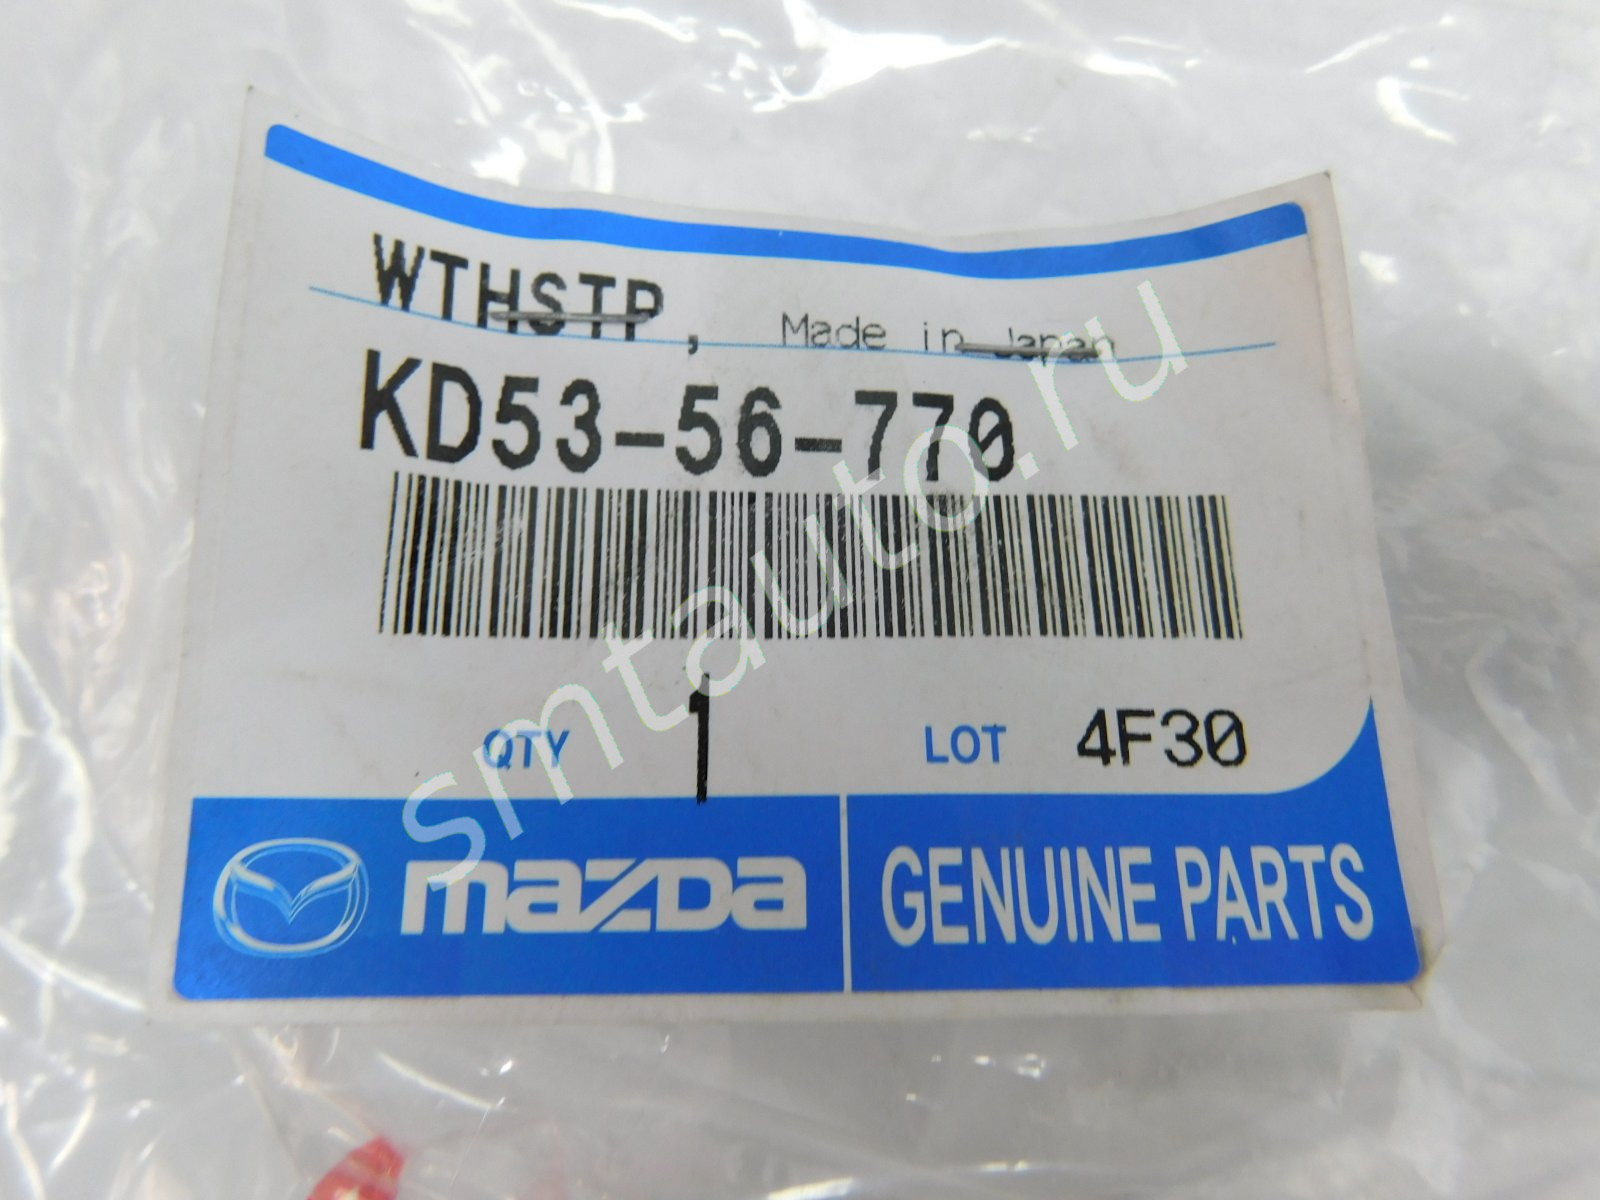 WTHSTP, Made in Japan
KD53-56-770
QTY 1 LOT 4F30
mazda GENUINE PARTS
smtauto.ru